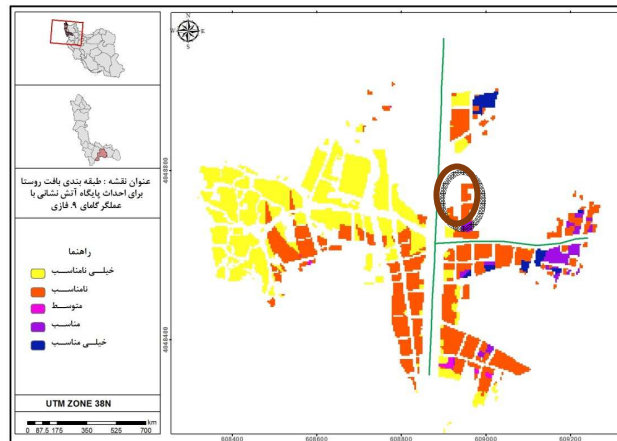 عنوان نقشه : طبقه بندی بافت روستا
برای احداث پایگاه آتش نشانی با
عملگر گامای ۹. فازی
راهنما
خیلی نامناسب
نامناسب
متوسط
مناسب
خیلی مناسب
UTM ZONE 38N
km
0 87.5 175 350 525 700
N
W E
S
4048800
4048400
608400 608600 608800 609000 609200